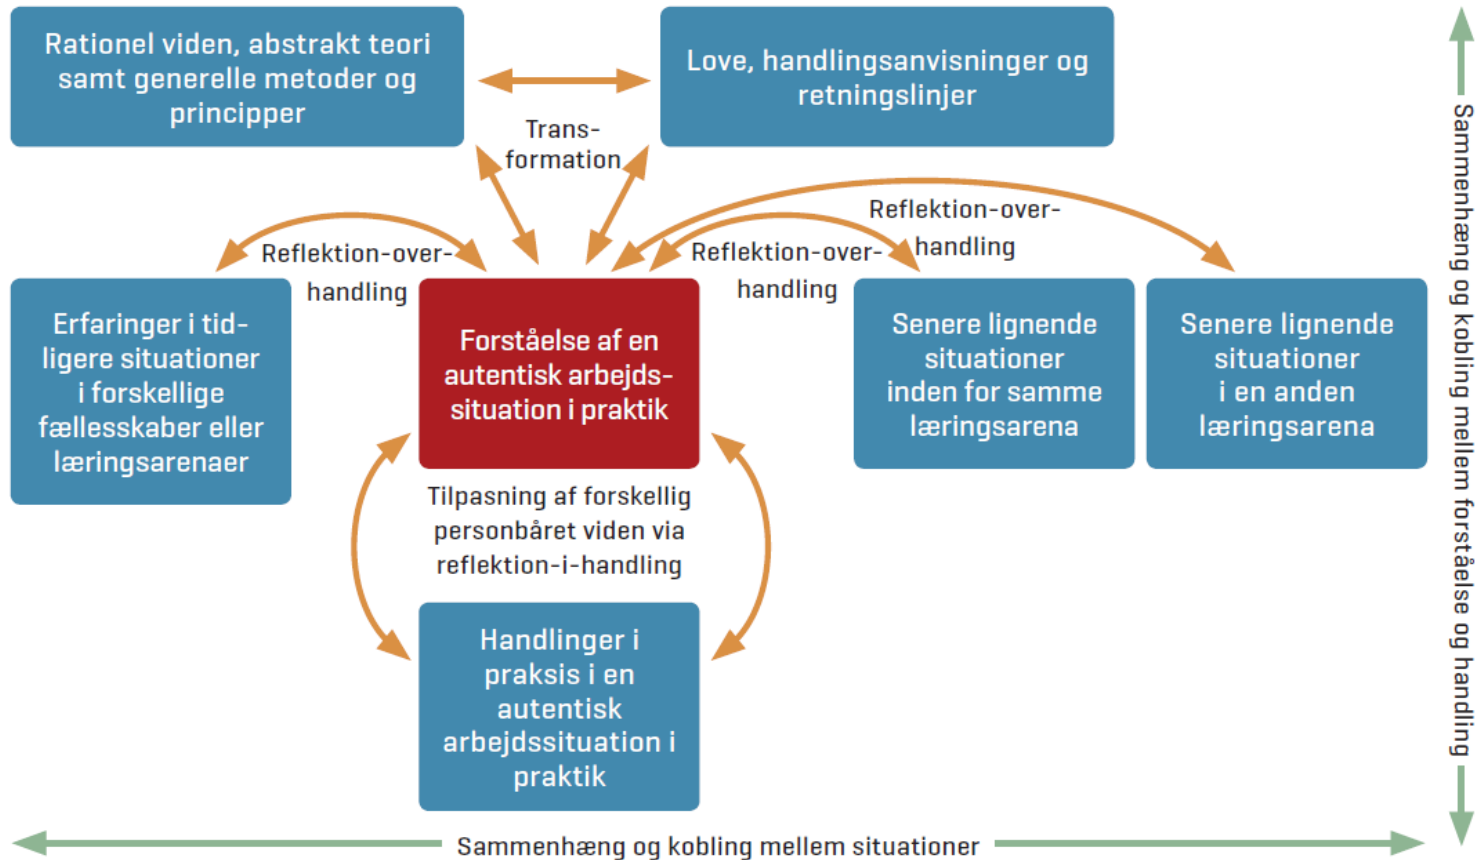 Rationel viden, abstrakt teori
samt generelle metoder og
principper
Love, handlingsanvisninger og
retningslinjer
Trans-
formation
Reflektion-over-
handling
Reflektion-over-
handling
Reflektion-over-
handling
Erfaringer i tid-
ligere situationer
i forskellige
fællesskaber eller
læringsarenaer
Forståelse af en
autentisk arbejds-
situation i praktik
Senere lignende
situationer
inden for samme
læringsarena
Senere lignende
situationer
i en anden
læringsarena
Tilpasning af forskellig
personbåret viden via
reflektion-i-handling
Handlinger i
praksis i en
autentisk
arbejdssituation i
praktik
Sammenhæng og kobling mellem situationer
Sammenhæng og kobling mellem forståelse og handling